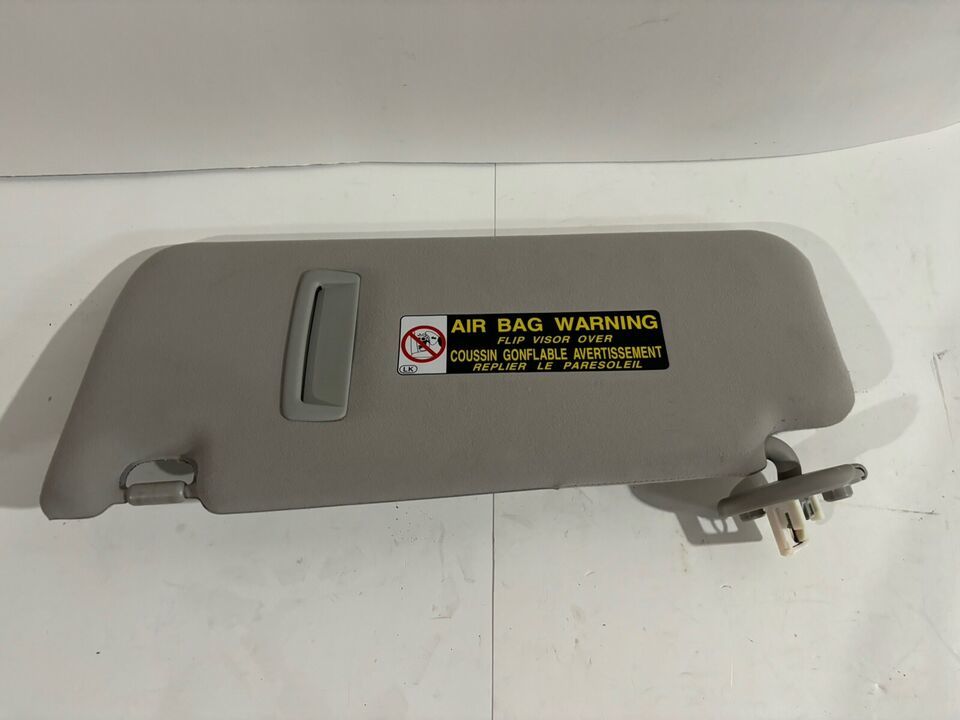 AIR BAG WARNING
FLIP VISOR OVER
COUSSIN GONFLABLE AVERTISSEMENT
REPLIER LE PARESOLEIL
LK